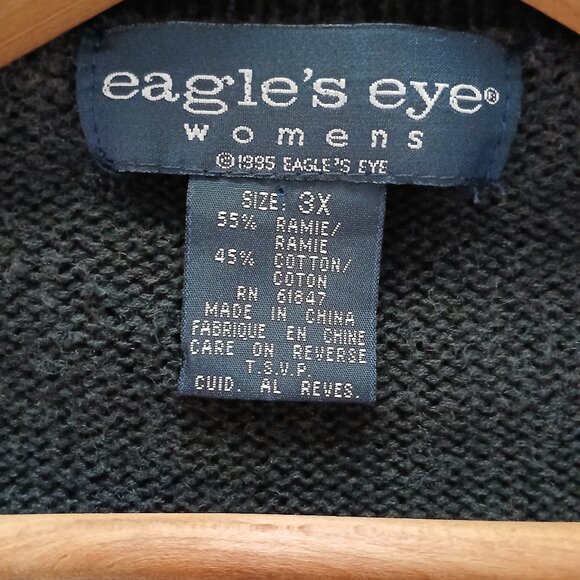 eagle's eye®
womens
©1995 EAGLE'S EYE
SIZE: 3X
55% RAMIE/
RAMIE
45% COTTON/
COTON
RN 61847
MADE IN CHINA
FABRIQUE EN CHINE
CARE ON REVERSE
T.S.V.P.
CUID. AL REVES.